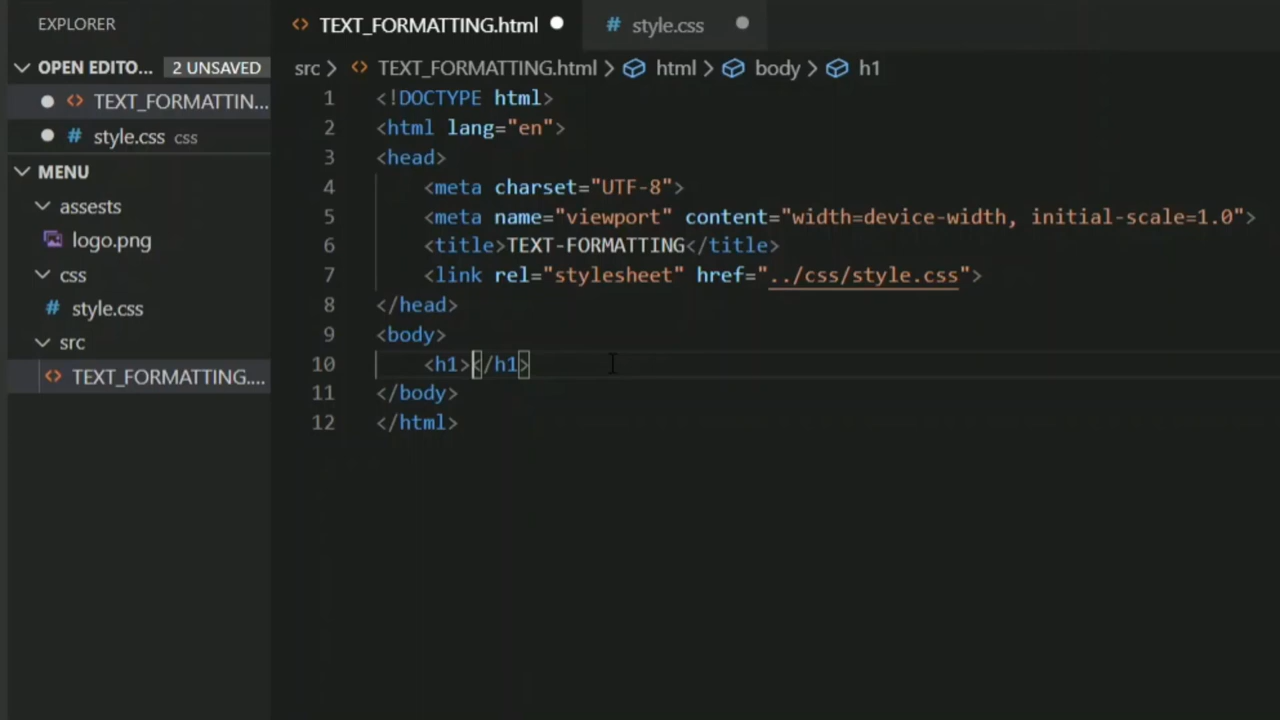 EXPLORER
OPEN EDITO... 2 UNSAVED
TEXT_FORMATTIN...
style.css css
MENU
assests
logo.png
css
style.css
src
TEXT_FORMATTING....
TEXT_FORMATTING.html
style.css
src > TEXT_FORMATTING.html > html > body > h1
1 <!DOCTYPE html>
2 <html lang="en">
3 <head>
4 <meta charset="UTF-8">
5 <meta name="viewport" content="width=device-width, initial-scale=1.0">
6 <title>TEXT-FORMATTING</title>
7 <link rel="stylesheet" href="../css/style.css">
8 </head>
9 <body>
10 <h1></h1>
11 </body>
12 </html>